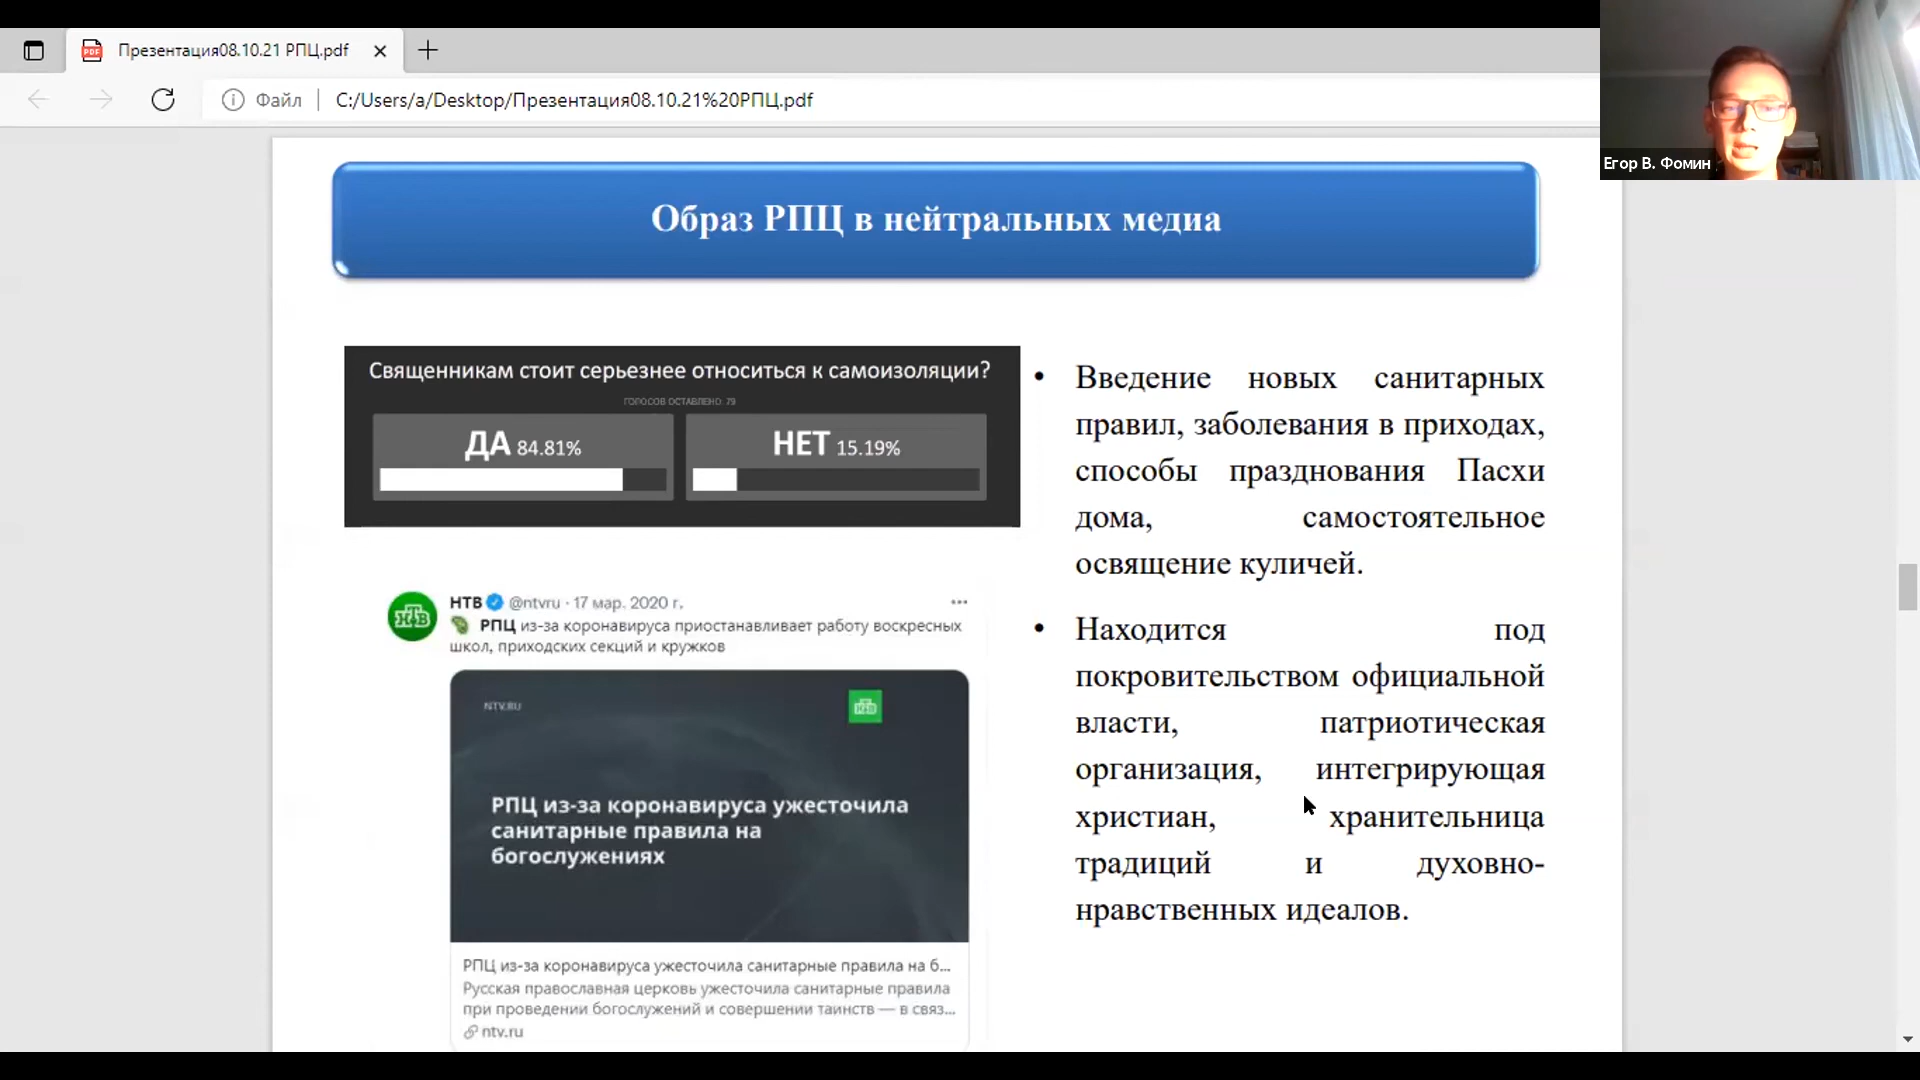 Презентация08.10.21 РПЦ.pdf
Файл
C:/Users/a/Desktop/Презентация08.10.21%20РПЦ.pdf
Егор В. Фомин
Образ РПЦ в нейтральных медиа
Священникам стоит серьезнее относиться к самоизоляции?
ГОЛОСОВ ОСТАВЛЕНО: 79
ДА 84.81%
НЕТ 15.19%
НТВ @ntvru · 17 мар. 2020 г.
РПЦ из-за коронавируса приостанавливает работу воскресных
школ, приходских секций и кружков
NTV.RU
НТВ
РПЦ из-за коронавируса ужесточила
санитарные правила на
богослужениях
РПЦ из-за коронавируса ужесточила санитарные правила на б...
Русская православная церковь ужесточила санитарные правила
при проведении богослужений и совершении таинств — в связ...
ntv.ru
• Введение новых санитарных
правил, заболевания в приходах,
способы празднования Пасхи
дома, самостоятельное
освящение куличей.
• Находится под
покровительством официальной
власти, патриотическая
организация, интегрирующая
христиан, хранительница
традиций и духовно-
нравственных идеалов.